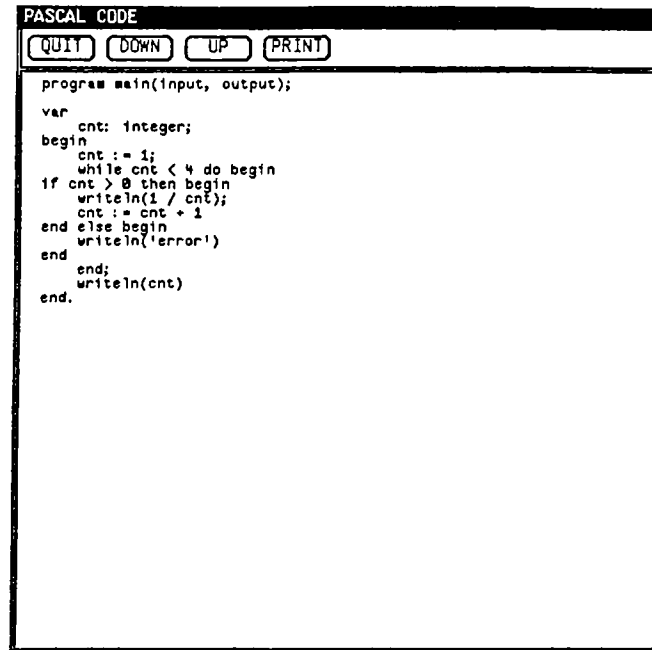 PASCAL CODE
QUIT DOWN UP PRINT
program main(input, output);
var
    cnt: integer;
begin
    cnt := 1;
    while cnt < 4 do begin
if cnt > 0 then begin
    writeln(1 / cnt);
    cnt := cnt + 1
end else begin
    writeln('error')
end
    end;
    writeln(cnt)
end.